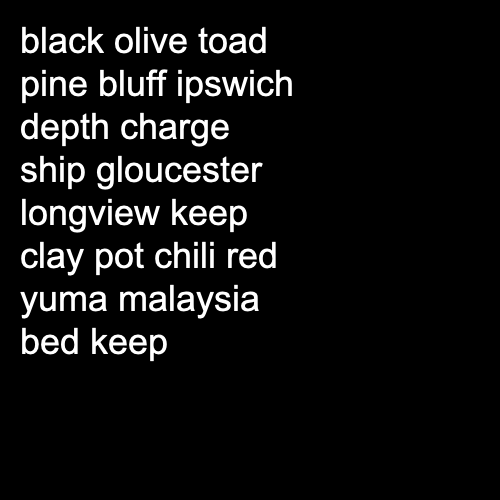 black olive toad
pine bluff ipswich
depth charge
ship gloucester
longview keep
clay pot chili red
yuma malaysia
bed keep